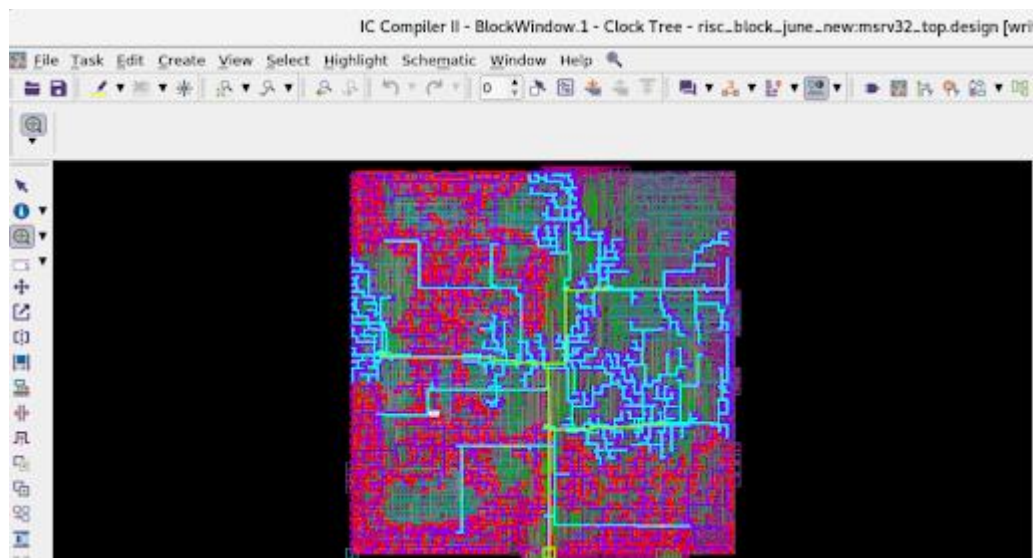 IC Compiler II - BlockWindow.1 - Clock Tree - risc_block_june_new:msrv32_top.design [wri
File Task Edit Create View Select Highlight Schematic Window Help
0